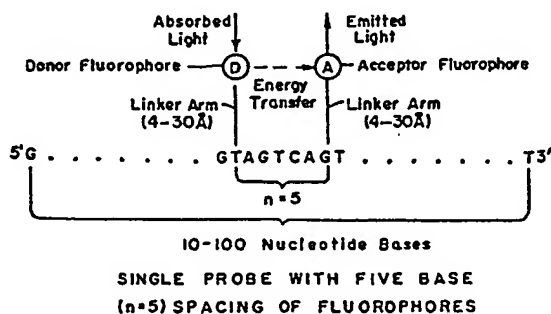 Absorbed Light
Emitted Light
Donor Fluorophore D Energy Transfer A Acceptor Fluorophore
Linker Arm (4-30Å)
Linker Arm (4-30Å)
5'G . . . . . . . . GTAGTCAGT . . . . . . . . T3'
n=5
10-100 Nucleotide Bases
SINGLE PROBE WITH FIVE BASE
(n=5) SPACING OF FLUOROPHORES